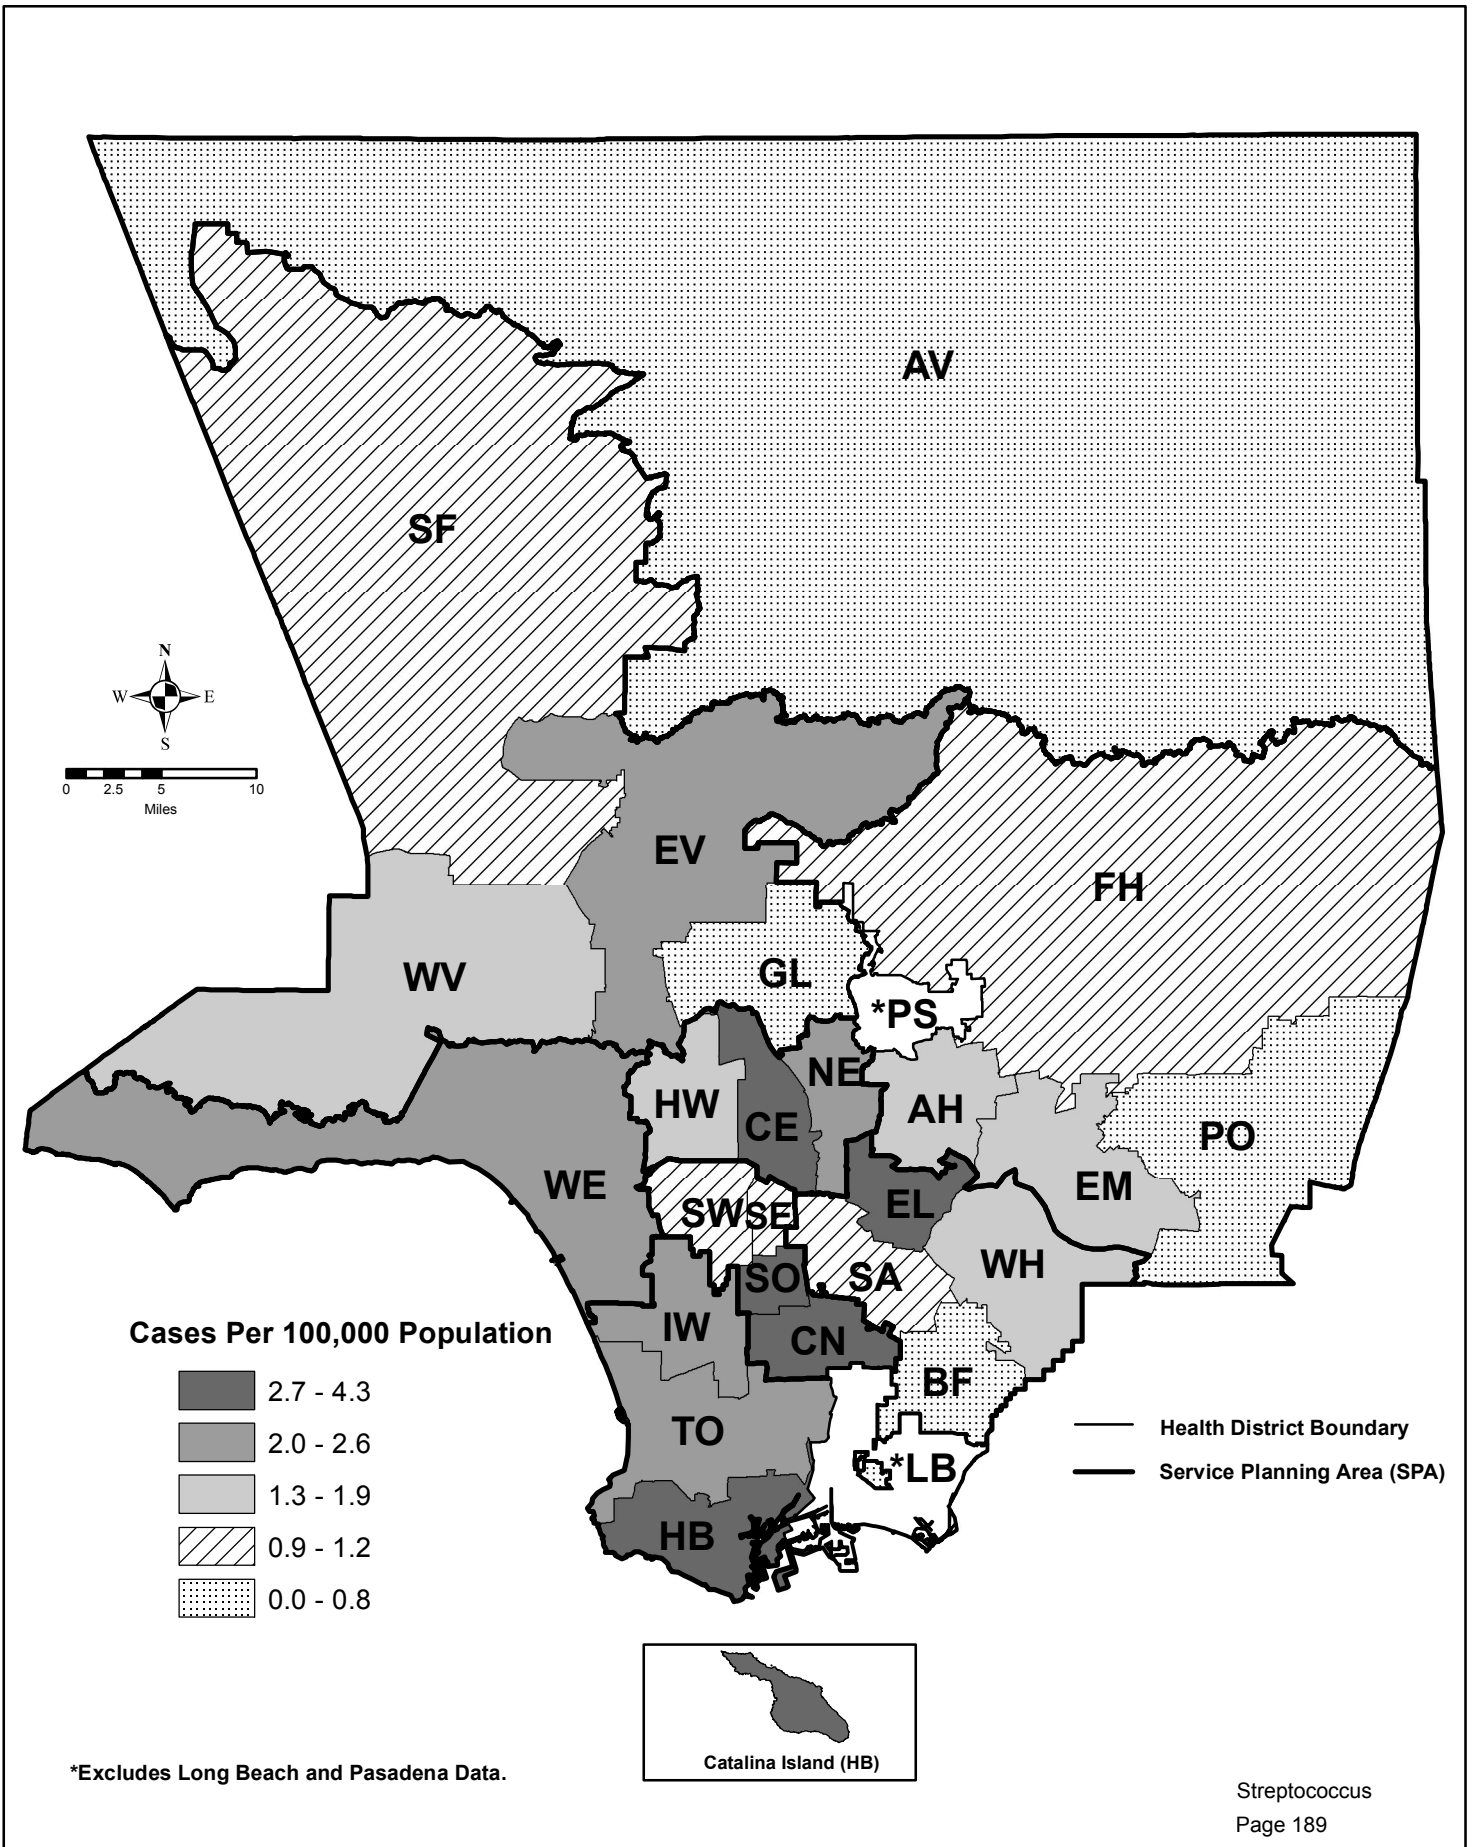 AV
SF
N
W E
S
0 2.5 5 10
Miles
EV
FH
WV
GL
*PS
NE
HW
AH
CE
PO
WE
EM
EL
SW
SE
WH
SO
SA
IW
CN
Cases Per 100,000 Population
2.7 - 4.3
2.0 - 2.6
1.3 - 1.9
0.9 - 1.2
0.0 - 0.8
BF
TO
*LB
HB
Health District Boundary
Service Planning Area (SPA)
Catalina Island (HB)
*Excludes Long Beach and Pasadena Data.
Streptococcus
Page 189